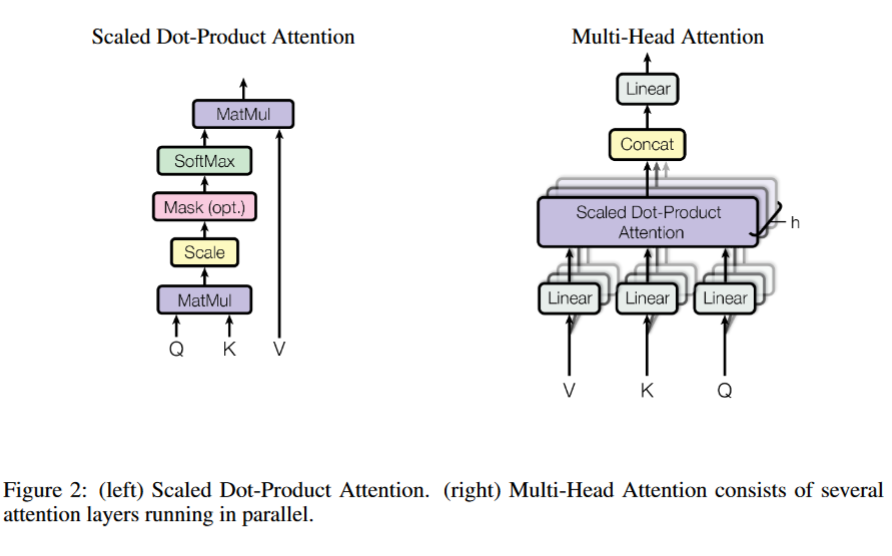 Scaled Dot-Product Attention
MatMul
SoftMax
Mask (opt.)
Scale
MatMul
Q K V
Multi-Head Attention
Linear
Concat
Scaled Dot-Product
Attention
h
Linear Linear Linear
V K Q
Figure 2: (left) Scaled Dot-Product Attention. (right) Multi-Head Attention consists of several
attention layers running in parallel.